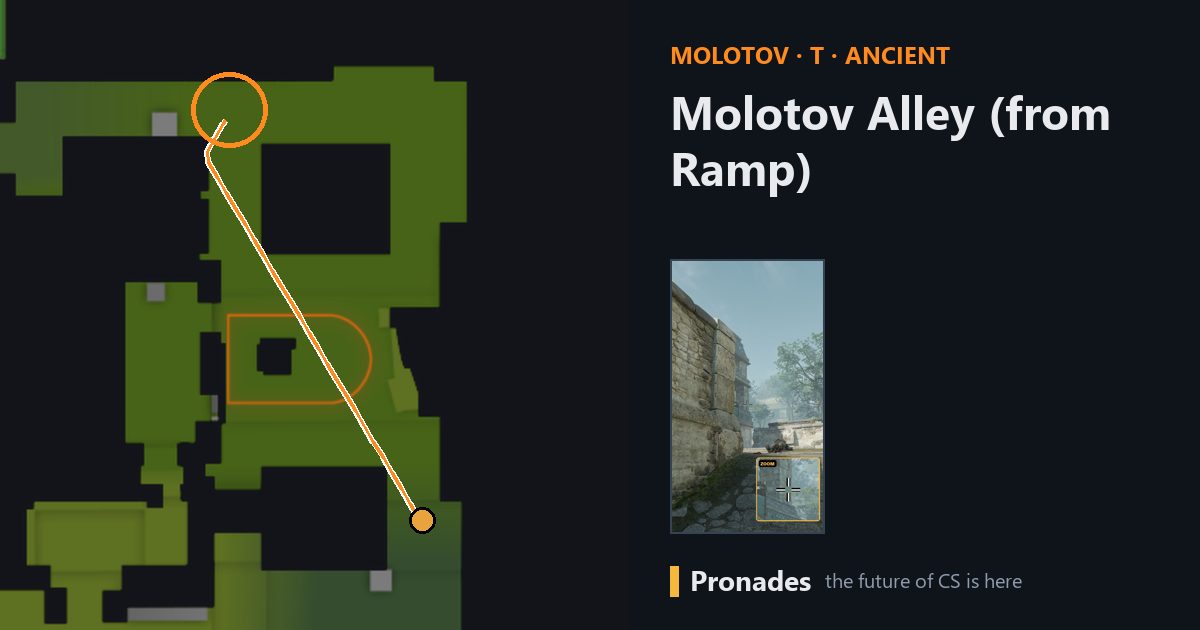 MOLOTOV · T · ANCIENT
Molotov Alley (from
Ramp)
ZOOM
Pronades the future of CS is here